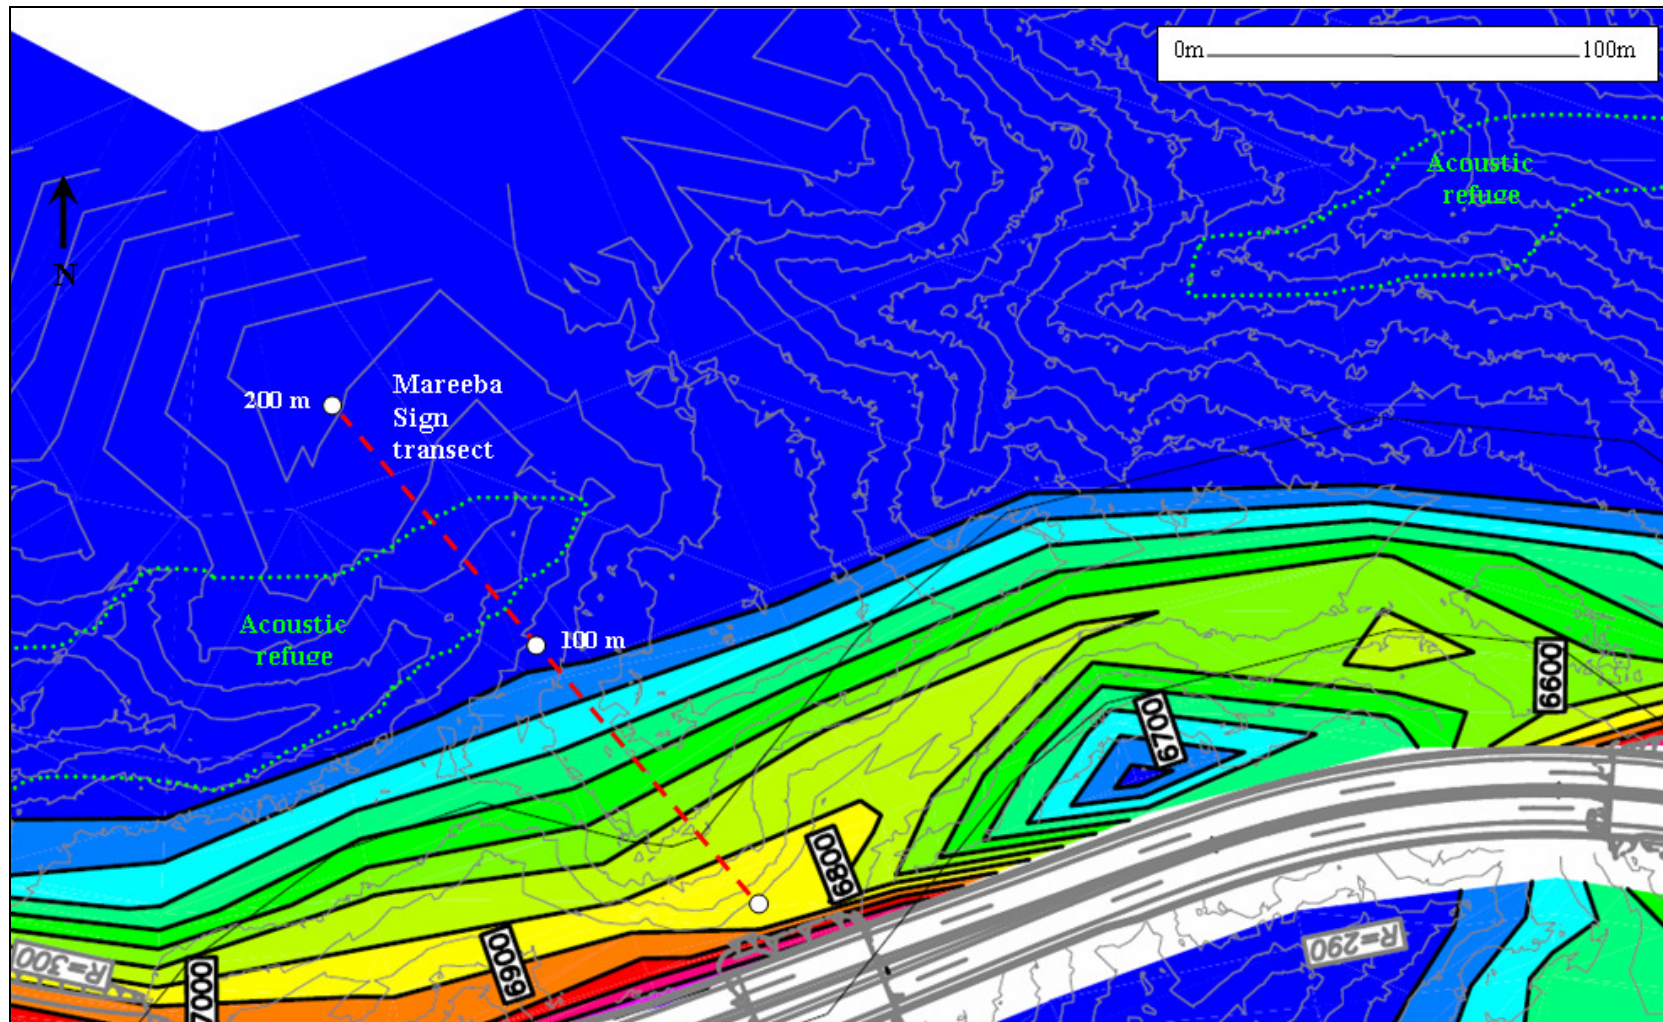 0m 100m
Acoustic
refuge
N
200 m
Mareeba
Sign
transect
100 m
Acoustic
refuge
6600
6700
6800
6900
7000
R=300
R=290